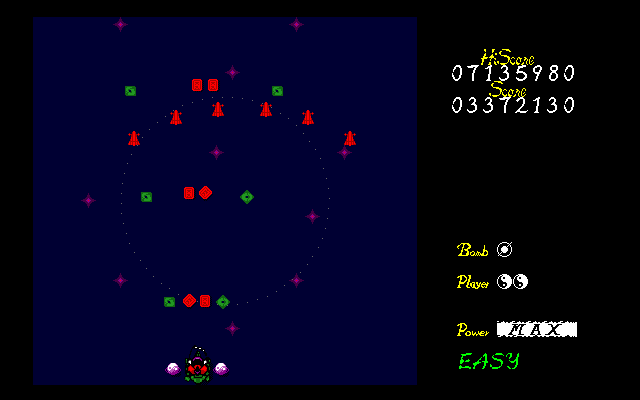 HiScore
07135980
Score
03372130
Bomb
Player
Power MAX
EASY